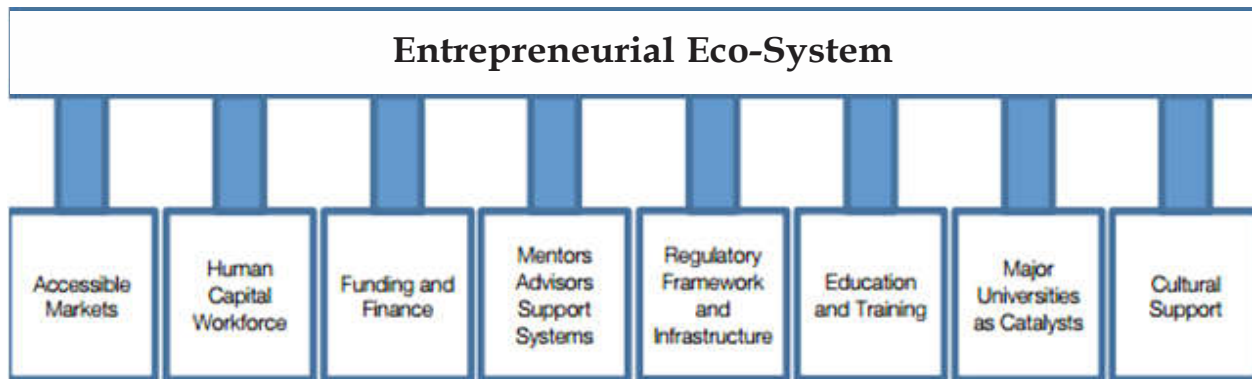 Entrepreneurial Eco-System
Accessible
Markets
Human
Capital
Workforce
Funding and
Finance
Mentors
Advisors
Support
Systems
Regulatory
Framework
and
Infrastructure
Education
and Training
Major
Universities
as Catalysts
Cultural
Support